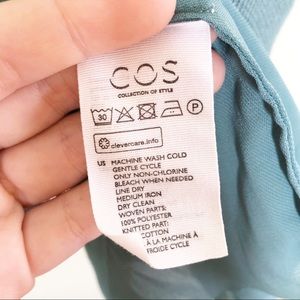 COS
COLLECTION OF STYLE
30
P
clevercare.info
US MACHINE WASH COLD
GENTLE CYCLE
ONLY NON-CHLORINE
BLEACH WHEN NEEDED
LINE DRY
MEDIUM IRON
DRY CLEAN
WOVEN PARTS:
100% POLYESTER
KNITTED PART:
COTTON
À LA MACHINE À
FROIDE CYCLE